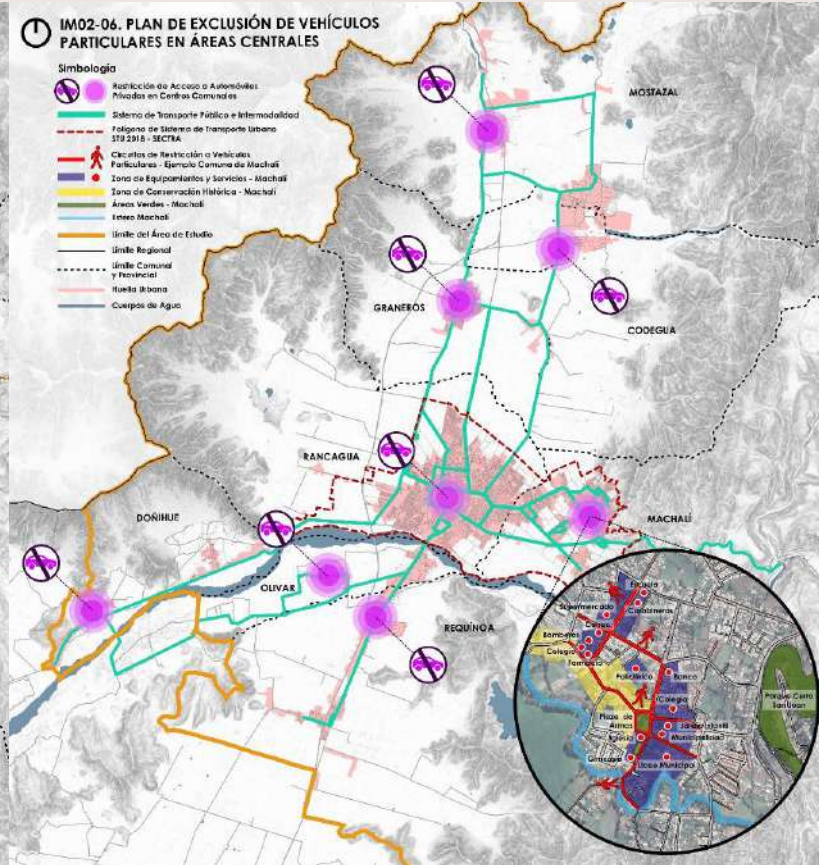 IM02-06. PLAN DE EXCLUSIÓN DE VEHÍCULOS
PARTICULARES EN ÁREAS CENTRALES
Simbología
Restricción de Acceso a Automóviles
Privados en Centros Comunales
Sistema de Transporte Público e Intermodalidad
Polígono de Sistema de Transporte Urbano
STU 2918 - SECTRA
Circuitos de Restricción a Vehículos
Particulares - Ejemplo Comuna de Machalí
Zona de Equipamientos y Servicios - Machalí
Zona de Conservación Histórica - Machalí
Áreas Verdes - Machalí
Estero Machalí
Límite del Área de Estudio
Límite Regional
Límite Comunal
y Provincial
Huella Urbana
Cuerpos de Agua
MOSTAZAL
GRANEROS
CODEGUA
RANCAGUA
DOÑIHUE
MACHALÍ
OLIVAR
REQUÍNOA
Escuela
Supermercado
Carabineros
Correo
Bomberos
Colegio
Farmacia
Policlínico
Banco
Parque Cerro
San Juan
Colegio
Plaza de
Armas
Jardín Infantil
Municipalidad
Iglesia
Gimnasio
Liceo Municipal